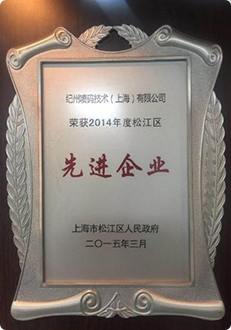 纪州喷码技术（上海）有限公司
荣获2014年度松江区
先进企业
上海市松江区人民政府
二〇一五年三月